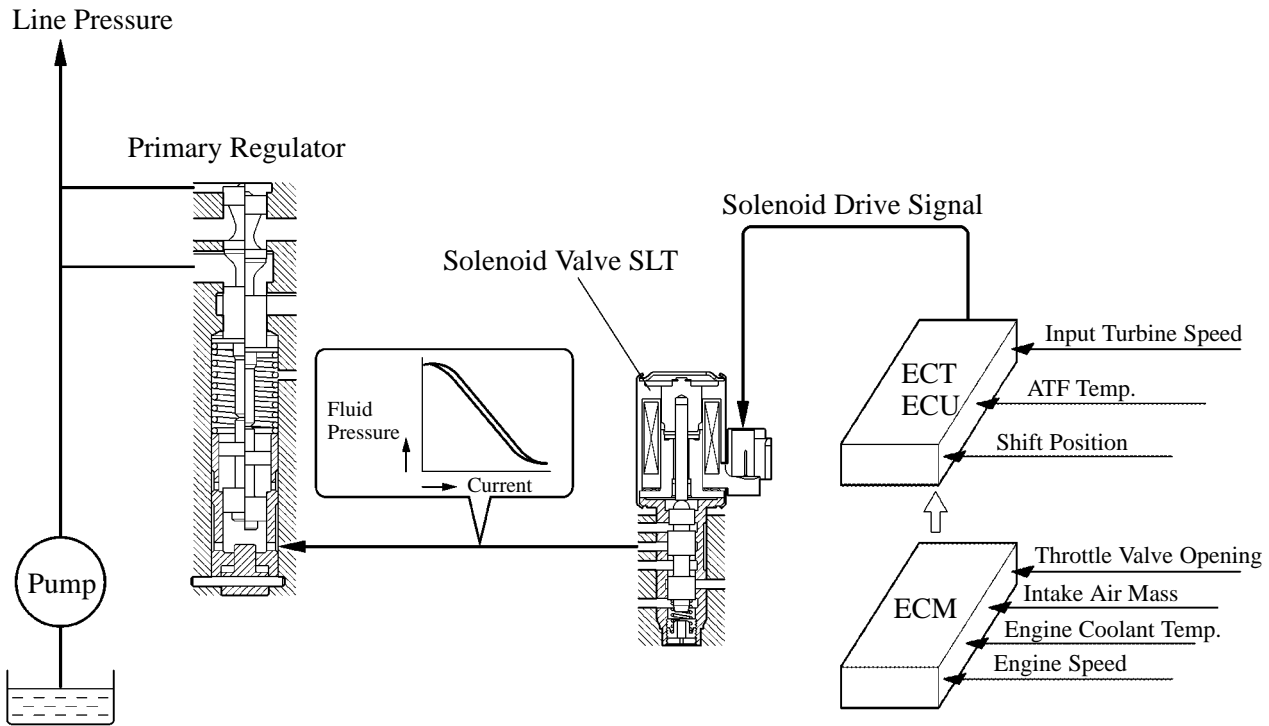 Line Pressure
Primary Regulator
Solenoid Drive Signal
Solenoid Valve SLT
Fluid
Pressure
Current
Input Turbine Speed
ECT
ECU
ATF Temp.
Shift Position
Pump
Throttle Valve Opening
Intake Air Mass
ECM
Engine Coolant Temp.
Engine Speed